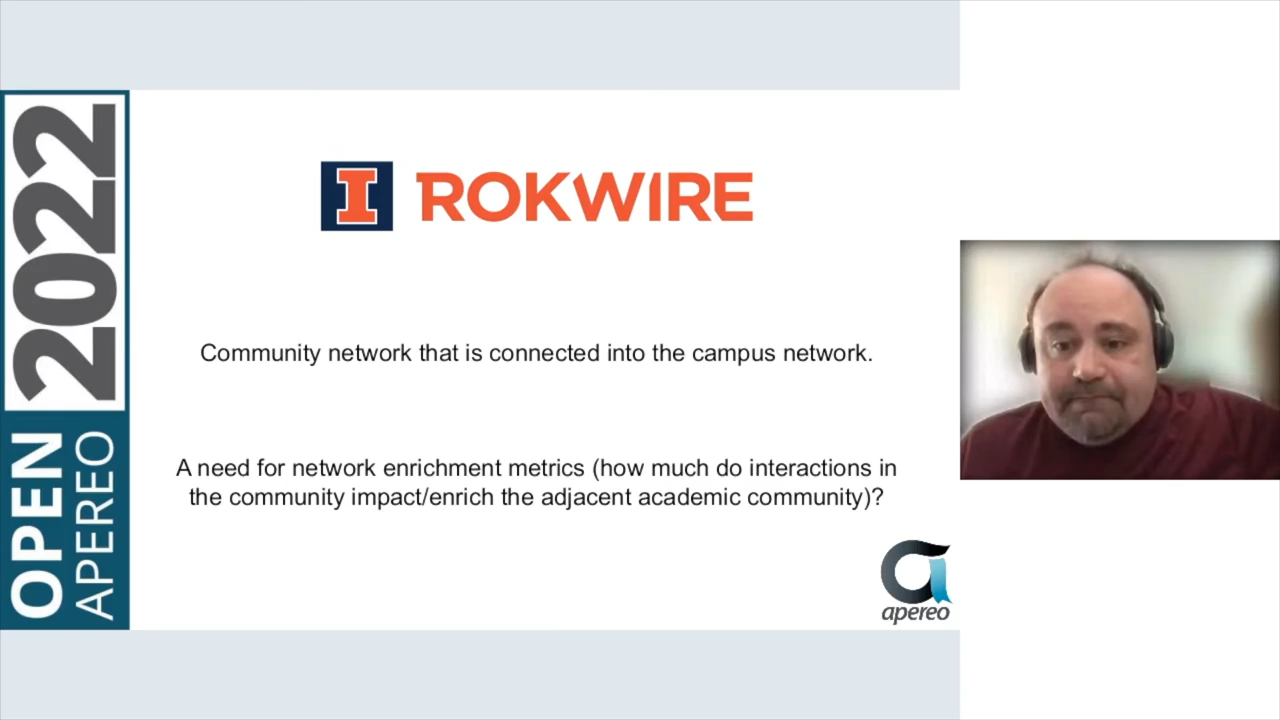 OPEN 2022
APEREO
I ROKWIRE
Community network that is connected into the campus network.
A need for network enrichment metrics (how much do interactions in
the community impact/enrich the adjacent academic community)?
apereo